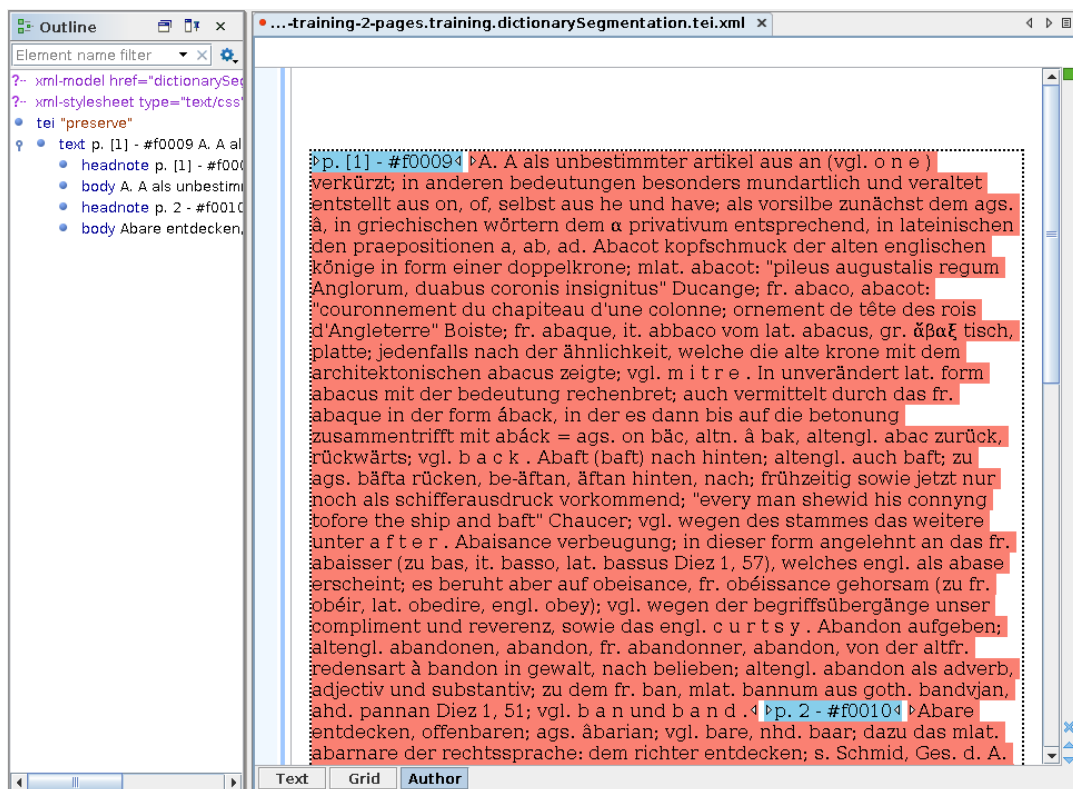 Outline
Element name filter
xml-model href="dictionarySeg
xml-stylesheet type="text/css"
tei "preserve"
text p. [1] - #f0009 A. A al
headnote p. [1] - #f000
body A. A als unbestimm
headnote p. 2 - #f0010
body Abare entdecken,
...-training-2-pages.training.dictionarySegmentation.tei.xml
p. [1] - #f0009 A. A als unbestimmter artikel aus an (vgl. o n e )
verkürzt; in anderen bedeutungen besonders mundartlich und veraltet
entstellt aus on, of, selbst aus he und have; als vorsilbe zunächst dem ags.
â, in griechischen wörtern dem α privativum entsprechend, in lateinischen
den praepositionen a, ab, ad. Abacot kopfschmuck der alten englischen
könige in form einer doppelkrone; mlat. abacot: "pileus augustalis regum
Anglorum, duabus coronis insignitus" Ducange; fr. abaco, abacot:
"couronnement du chapiteau d'une colonne; ornement de tête des rois
d'Angleterre" Boiste; fr. abaque, it. abbaco vom lat. abacus, gr. ἄβαξ tisch,
platte; jedenfalls nach der ähnlichkeit, welche die alte krone mit dem
architektonischen abacus zeigte; vgl. m i t r e . In unverändert lat. form
abacus mit der bedeutung rechenbret; auch vermittelt durch das fr.
abaque in der form áback, in der es dann bis auf die betonung
zusammentrifft mit abáck = ags. on bäc, altn. â bak, altengl. abac zurück,
rückwärts; vgl. b a c k . Abaft (baft) nach hinten; altengl. auch baft; zu
ags. bäfta rücken, be-äftan, äftan hinten, nach; frühzeitig sowie jetzt nur
noch als schifferausdruck vorkommend; "every man shewid his connyng
tofore the ship and baft" Chaucer; vgl. wegen des stammes das weitere
unter a f t e r . Abaisance verbeugung; in dieser form angelehnt an das fr.
abaisser (zu bas, it. basso, lat. bassus Diez 1, 57), welches engl. als abase
erscheint; es beruht aber auf obeisance, fr. obéissance gehorsam (zu fr.
obéir, lat. obedire, engl. obey); vgl. wegen der begriffsübergänge unser
compliment und reverenz, sowie das engl. c u r t s y . Abandon aufgeben;
altengl. abandonen, abandon, fr. abandonner, abandon, von der altfr.
redensart à bandon in gewalt, nach belieben; altengl. abandon als adverb,
adjectiv und substantiv; zu dem fr. ban, mlat. bannum aus goth. bandvjan,
ahd. pannan Diez 1, 51; vgl. b a n und b a n d . p. 2 - #f0010 Abare
entdecken, offenbaren; ags. âbarian; vgl. bare, nhd. baar; dazu das mlat.
abarnare der rechtssprache: dem richter entdecken; s. Schmid, Ges. d. A.
Text Grid Author